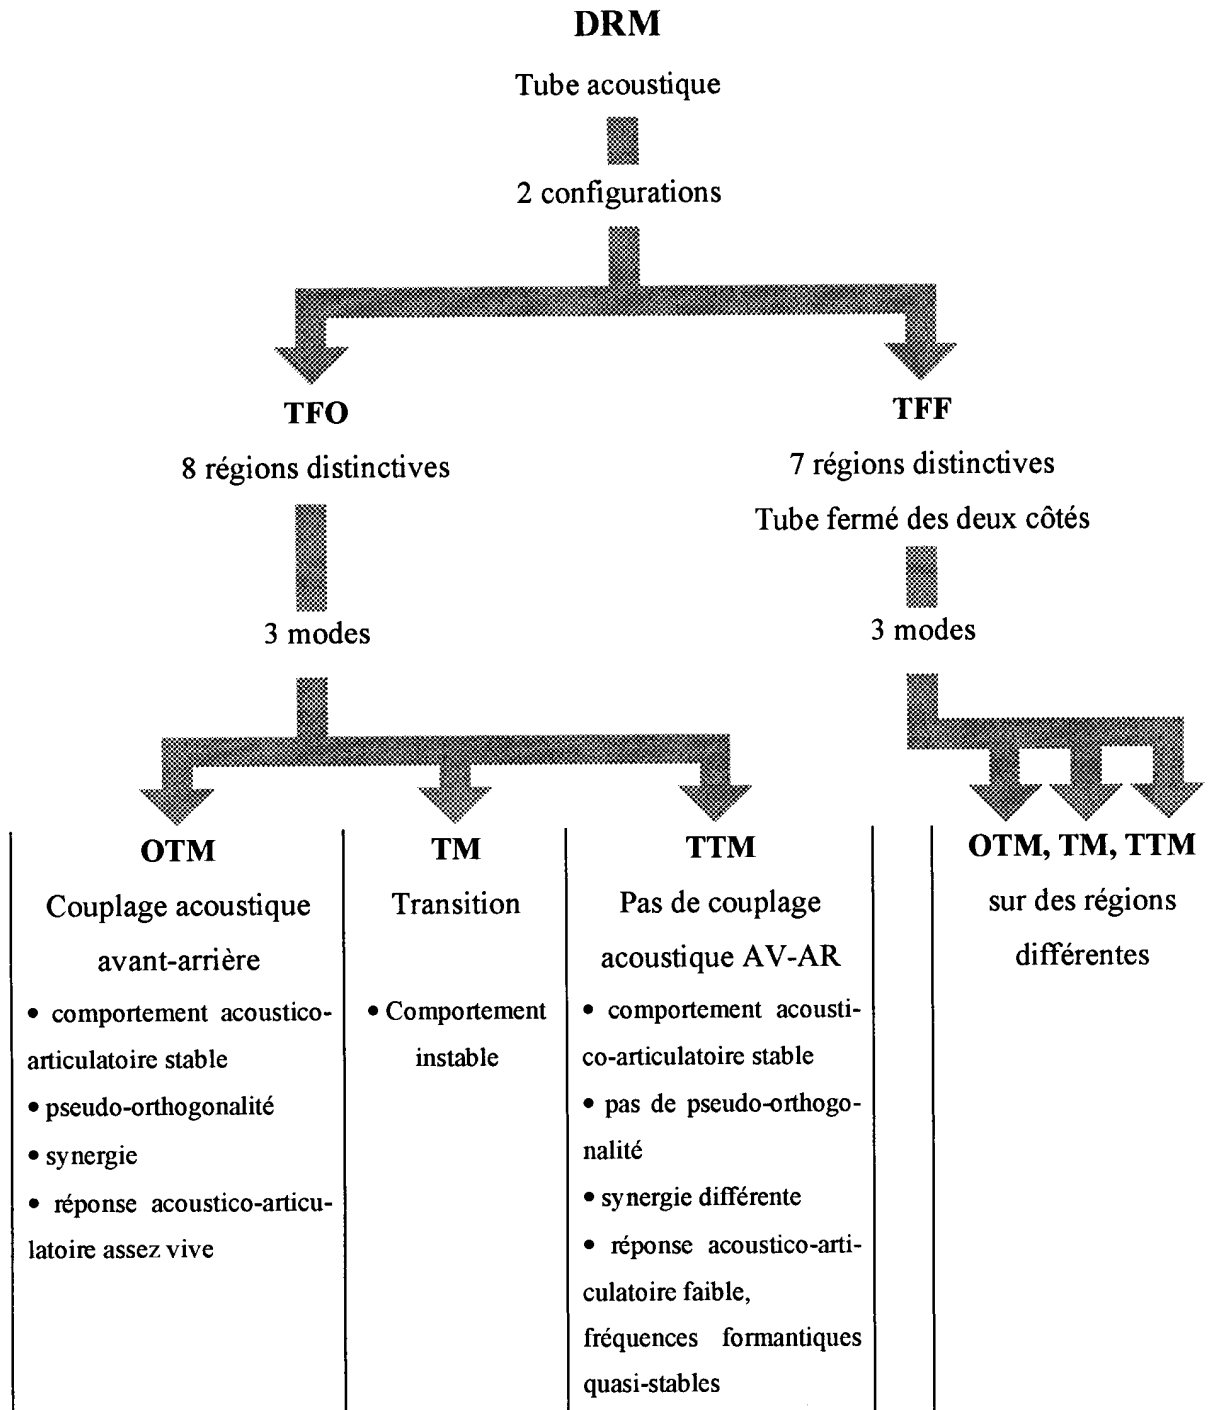 DRM
Tube acoustique
2 configurations
TFO
8 régions distinctives
3 modes
TFF
7 régions distinctives
Tube fermé des deux côtés
3 modes
OTM
Couplage acoustique
avant-arrière
• comportement acoustico-
articulatoire stable
• pseudo-orthogonalité
• synergie
• réponse acoustico-articu-
latoire assez vive
TM
Transition
• Comportement
instable
TTM
Pas de couplage
acoustique AV-AR
• comportement acousti-
co-articulatoire stable
• pas de pseudo-orthogo-
nalité
• synergie différente
• réponse acoustico-arti-
culatoire faible,
fréquences formantiques
quasi-stables
OTM, TM, TTM
sur des régions
différentes